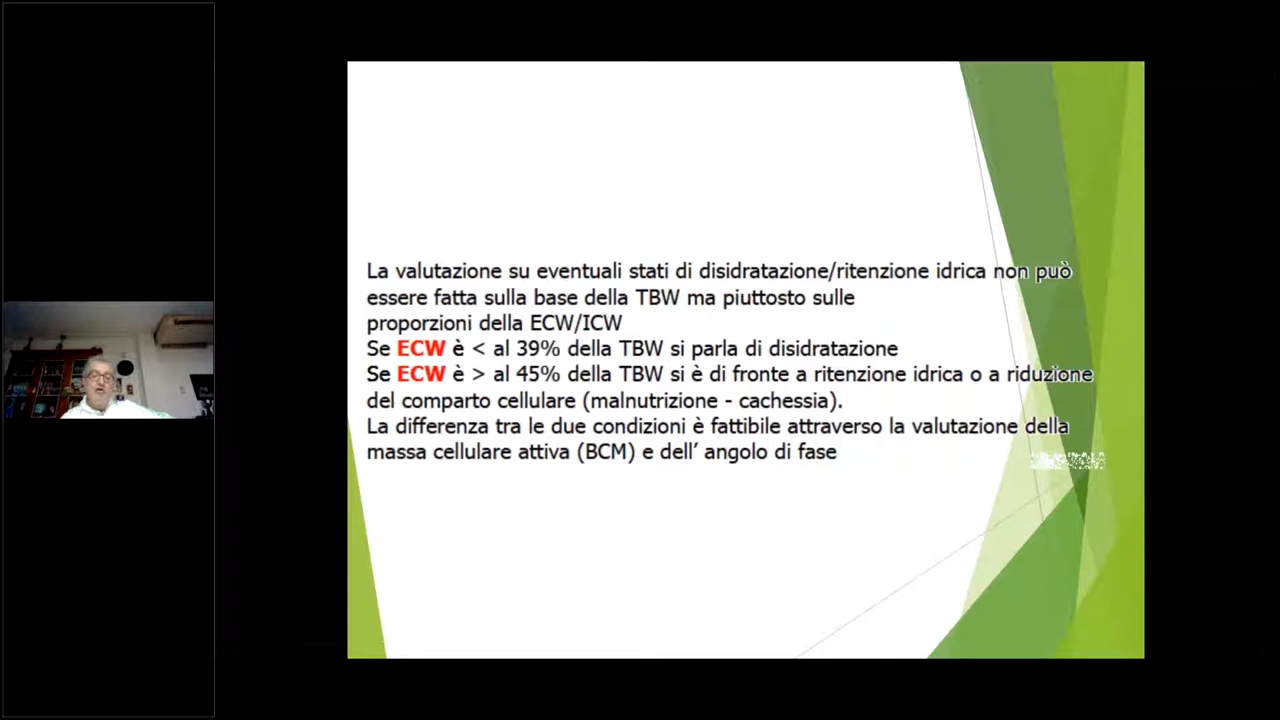 La valutazione su eventuali stati di disidratazione/ritenzione idrica non può
essere fatta sulla base della TBW ma piuttosto sulle
proporzioni della ECW/ICW
Se ECW è < al 39% della TBW si parla di disidratazione
Se ECW è > al 45% della TBW si è di fronte a ritenzione idrica o a riduzione
del comparto cellulare (malnutrizione - cachessia).
La differenza tra le due condizioni è fattibile attraverso la valutazione della
massa cellulare attiva (BCM) e dell' angolo di fase